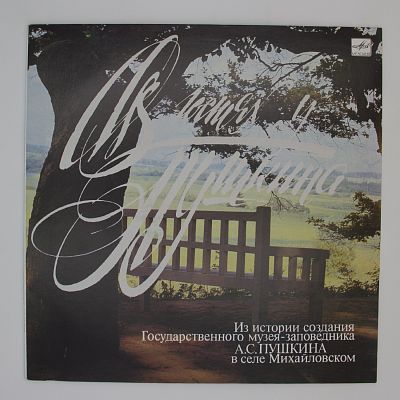 В гостях у
Пушкина
Из истории создания
Государственного музея-заповедника
А.С.ПУШКИНА
в селе Михайловском